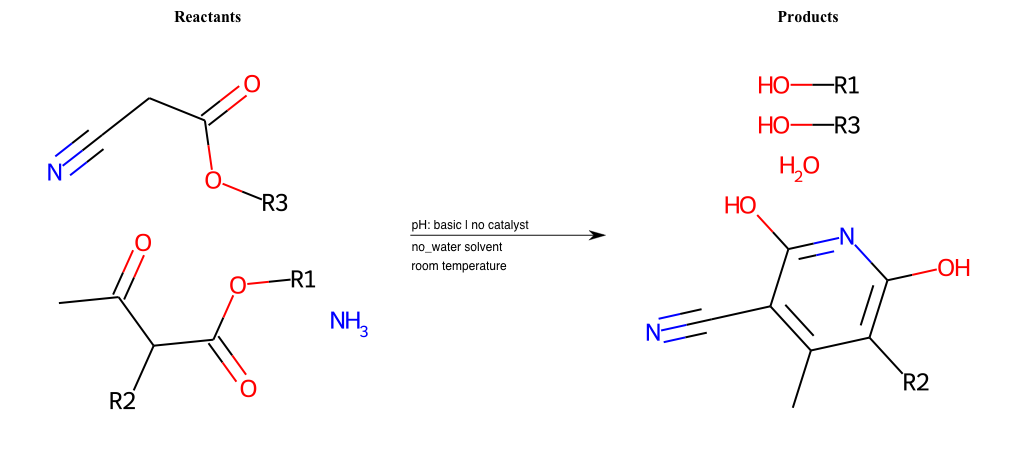 Reactants
Products
O
N
O
R3
O
O
R1
O
R2
NH3
pH: basic | no catalyst
no_water solvent
room temperature
HO R1
HO R3
H2O
HO
N
OH
N
R2